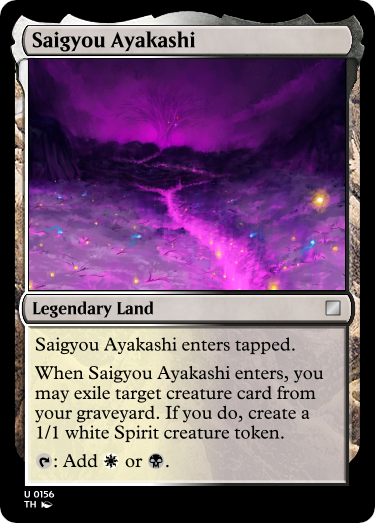 Saigyou Ayakashi
Legendary Land
Saigyou Ayakashi enters tapped.
When Saigyou Ayakashi enters, you
may exile target creature card from
your graveyard. If you do, create a
1/1 white Spirit creature token.
: Add or .
U 0156
TH